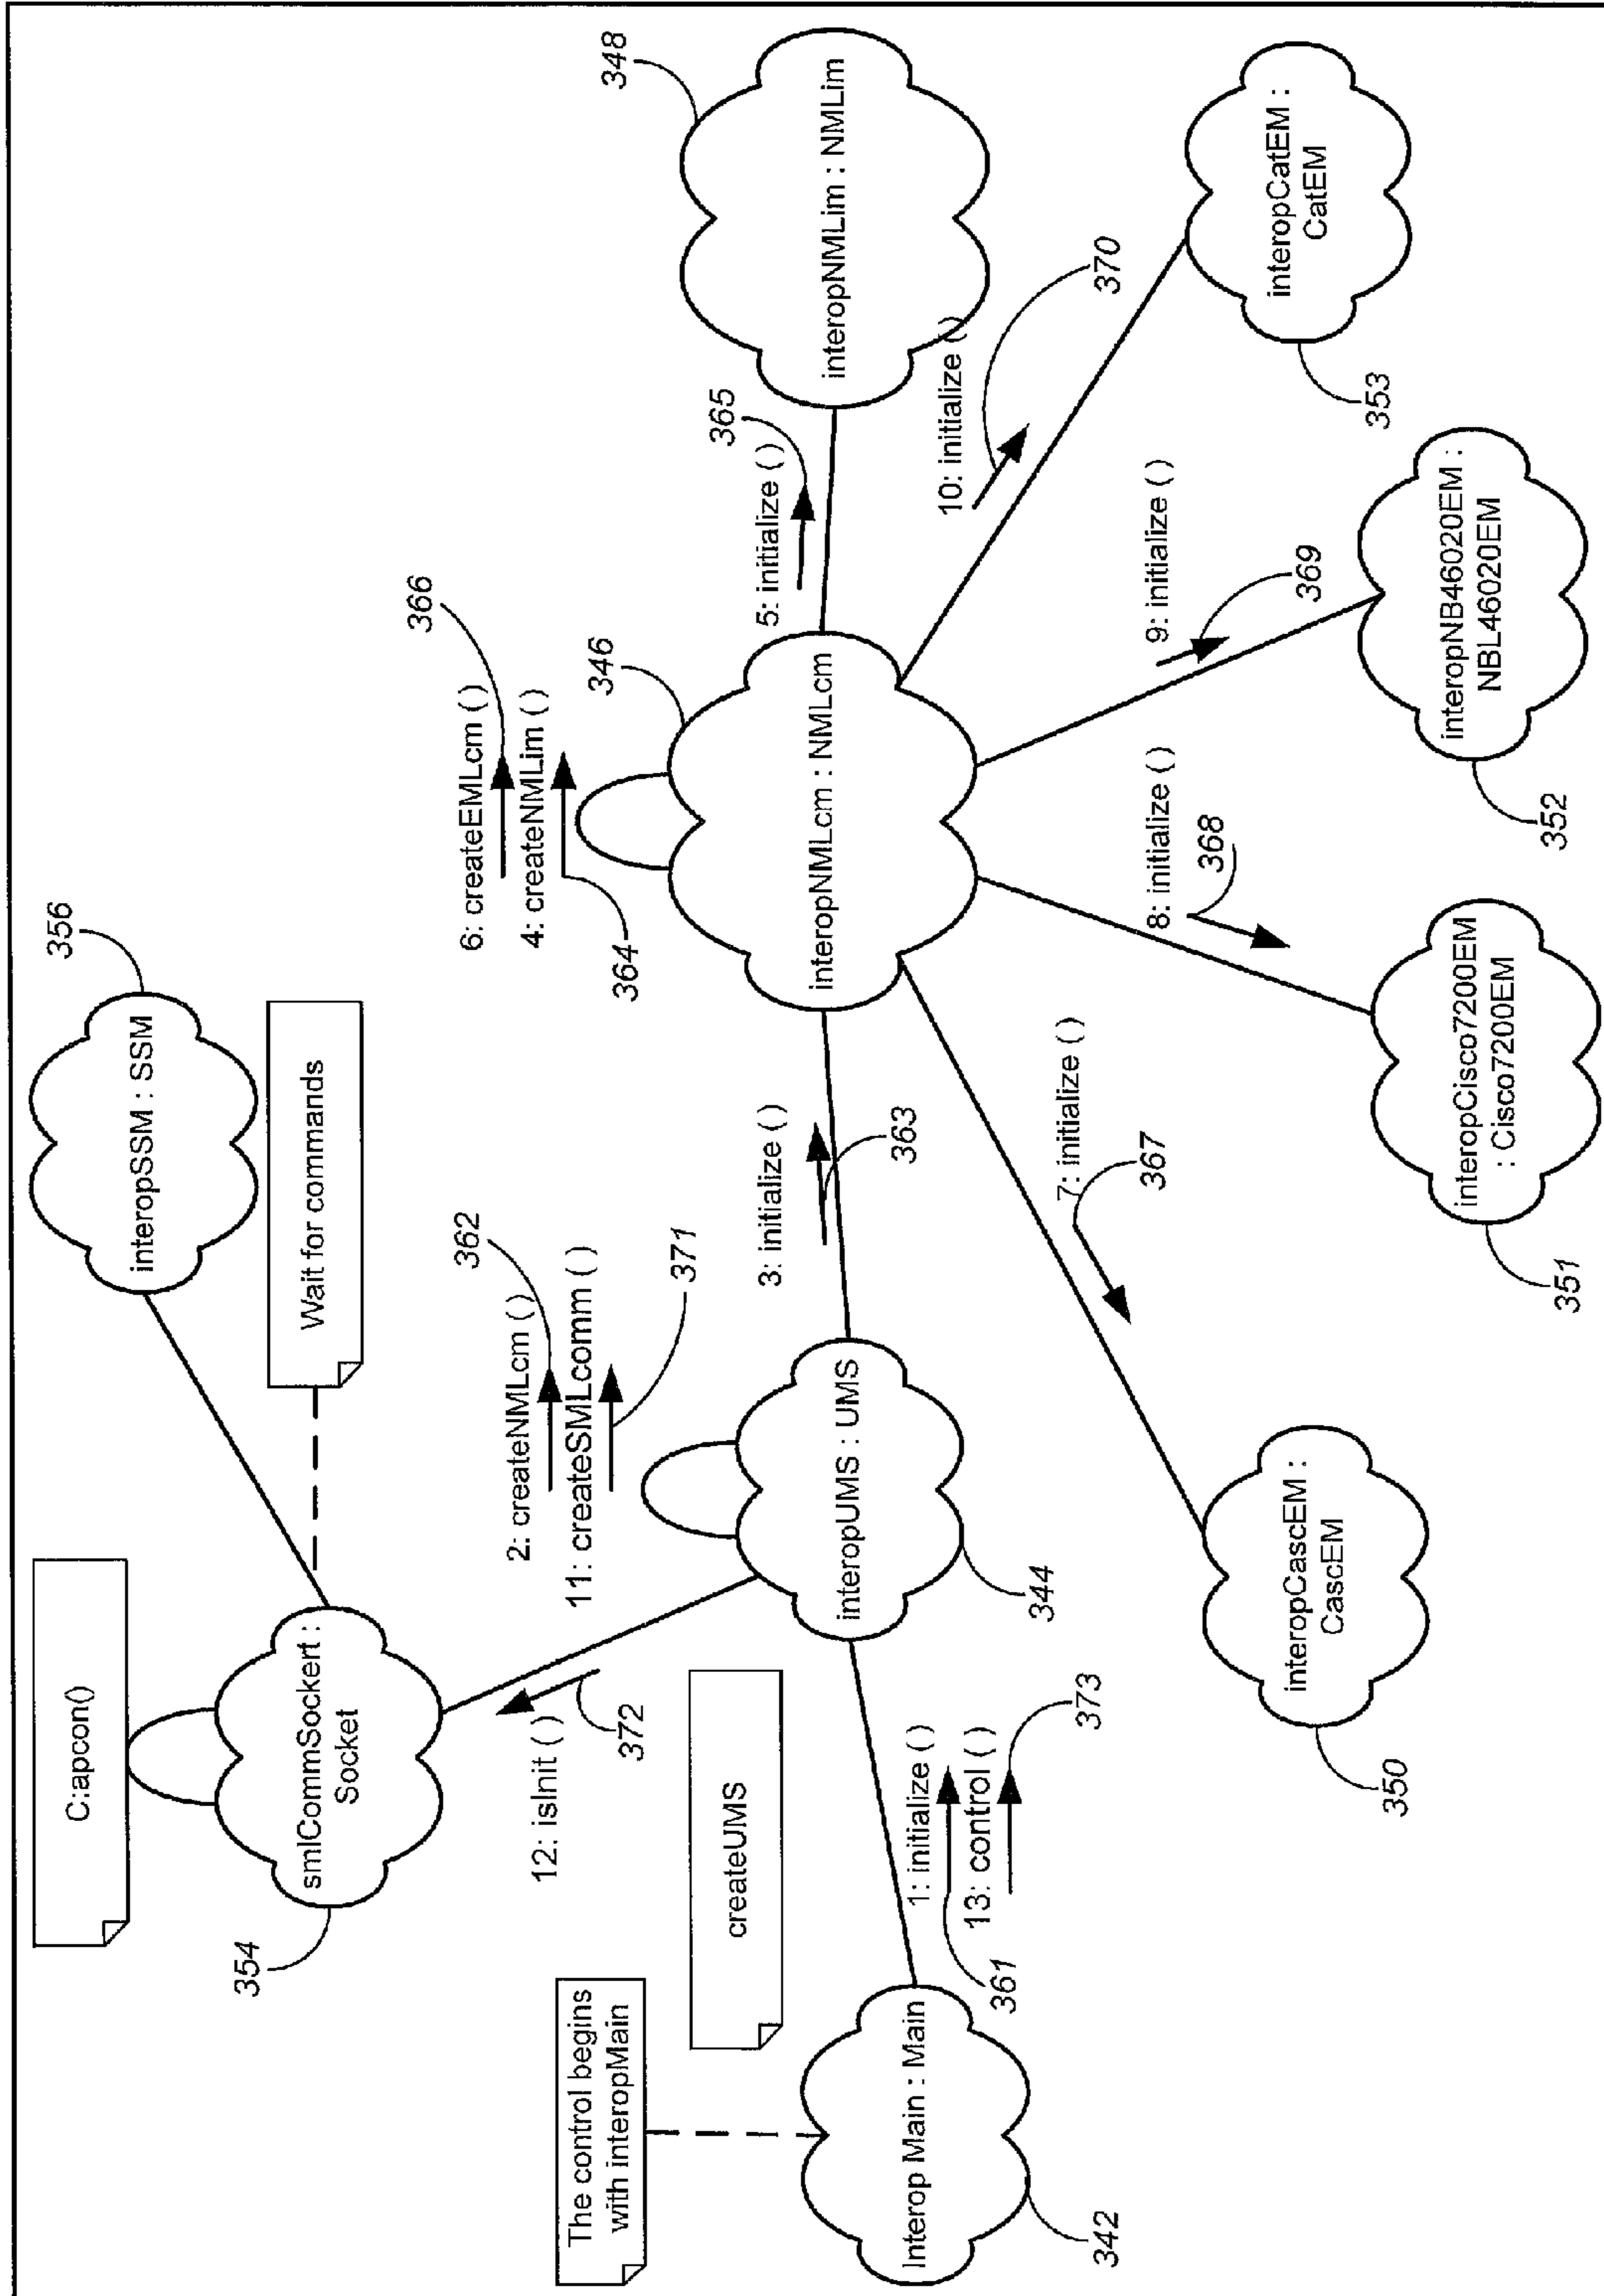 C:apcon()
smlCommSockert :
Socket
354
interopSSM : SSM
356
Wait for commands
12: isInit ( )
372
2: createNMLcm ( )
362
11: createSMLcomm ( )
371
6: createEMLcm ( )
366
4: createNMLim ( )
364
346
348
The control begins
with interopMain
createUMS
Interop Main : Main
342
1: initialize ( )
361
13: control ( )
373
interopUMS : UMS
344
3: initialize ( )
363
interopNMLcm : NMLcm
5: initialize ( )
365
interopNMLim : NMLim
7: initialize ( )
367
8: initialize ( )
368
9: initialize ( )
369
10: initialize ( )
370
interopCascEM :
CascEM
350
interopCisco7200EM
: Cisco7200EM
351
interopNB46020EM :
NBL46020EM
352
interopCatEM :
CatEM
353